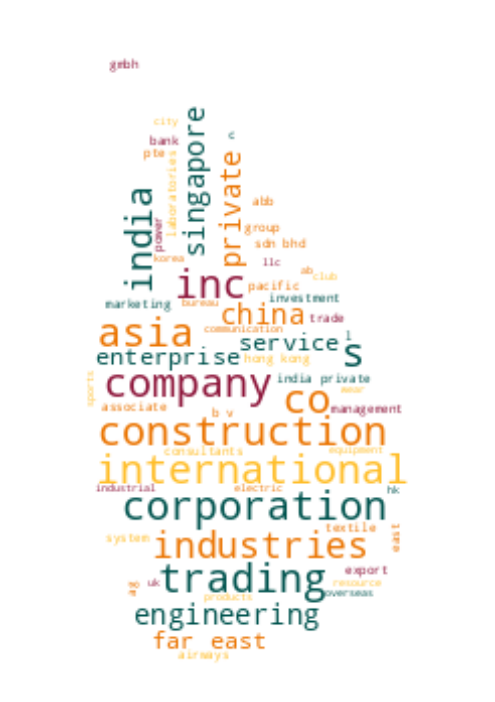 gmbh
city
singapore
c
bank
pte
laboratories
private
india
abb
power
group
sdn bhd
korea
llc
ab
club
inc
pacific
marketing
bureau
investment
china
trade
asia
communication
service
l
s
enterprise
hong kong
company
india private
sports
co
wear
associate
b v
management
construction
consultants
equipment
international
industrial
electric
hk
corporation
textile
system
industries
east
trading
export
uk
ag
resource
products
overseas
engineering
far east
airways